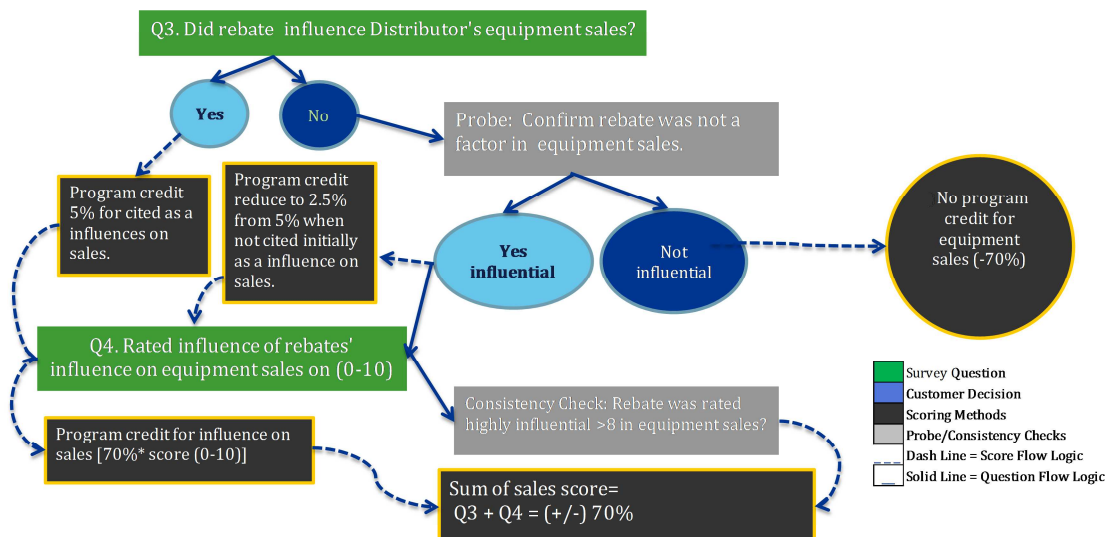 Q3. Did rebate  influence Distributor's equipment sales?
Yes
No
Probe:  Confirm rebate was not a
factor in  equipment sales.
Program credit
5% for cited as a
influences on
sales.
Program credit
reduce to 2.5%
from 5% when
not cited initially
as a influence on
sales.
Yes
influential
Not
influential
No program
credit for
equipment
sales (-70%)
Q4. Rated influence of rebates'
influence on equipment sales on (0-10)
Consistency Check: Rebate was rated
highly influential >8 in equipment sales?
Program credit for influence on
sales [70%* score (0-10)]
Sum of sales score=
Q3 + Q4 = (+/-) 70%
Survey Question
Customer Decision
Scoring Methods
Probe/Consistency Checks
Dash Line = Score Flow Logic
Solid Line = Question Flow Logic